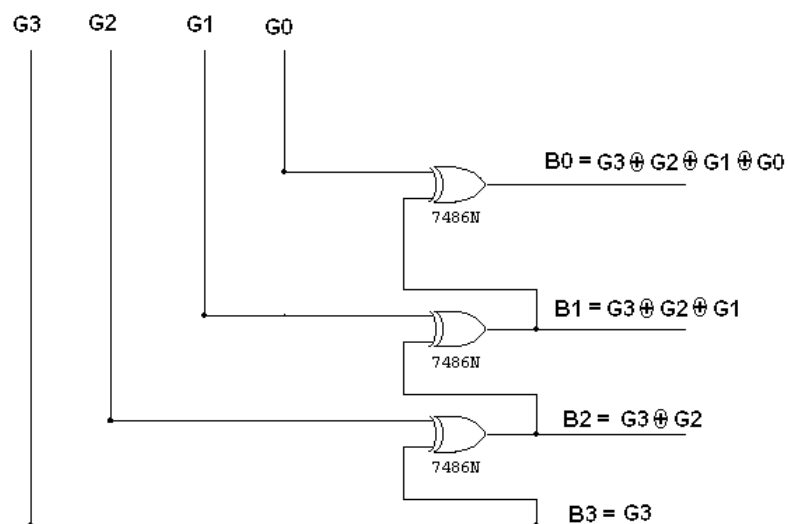 G3 G2 G1 G0
B0 = G3 ⊕ G2 ⊕ G1 ⊕ G0
7486N
B1 = G3 ⊕ G2 ⊕ G1
7486N
B2 = G3 ⊕ G2
7486N
B3 = G3